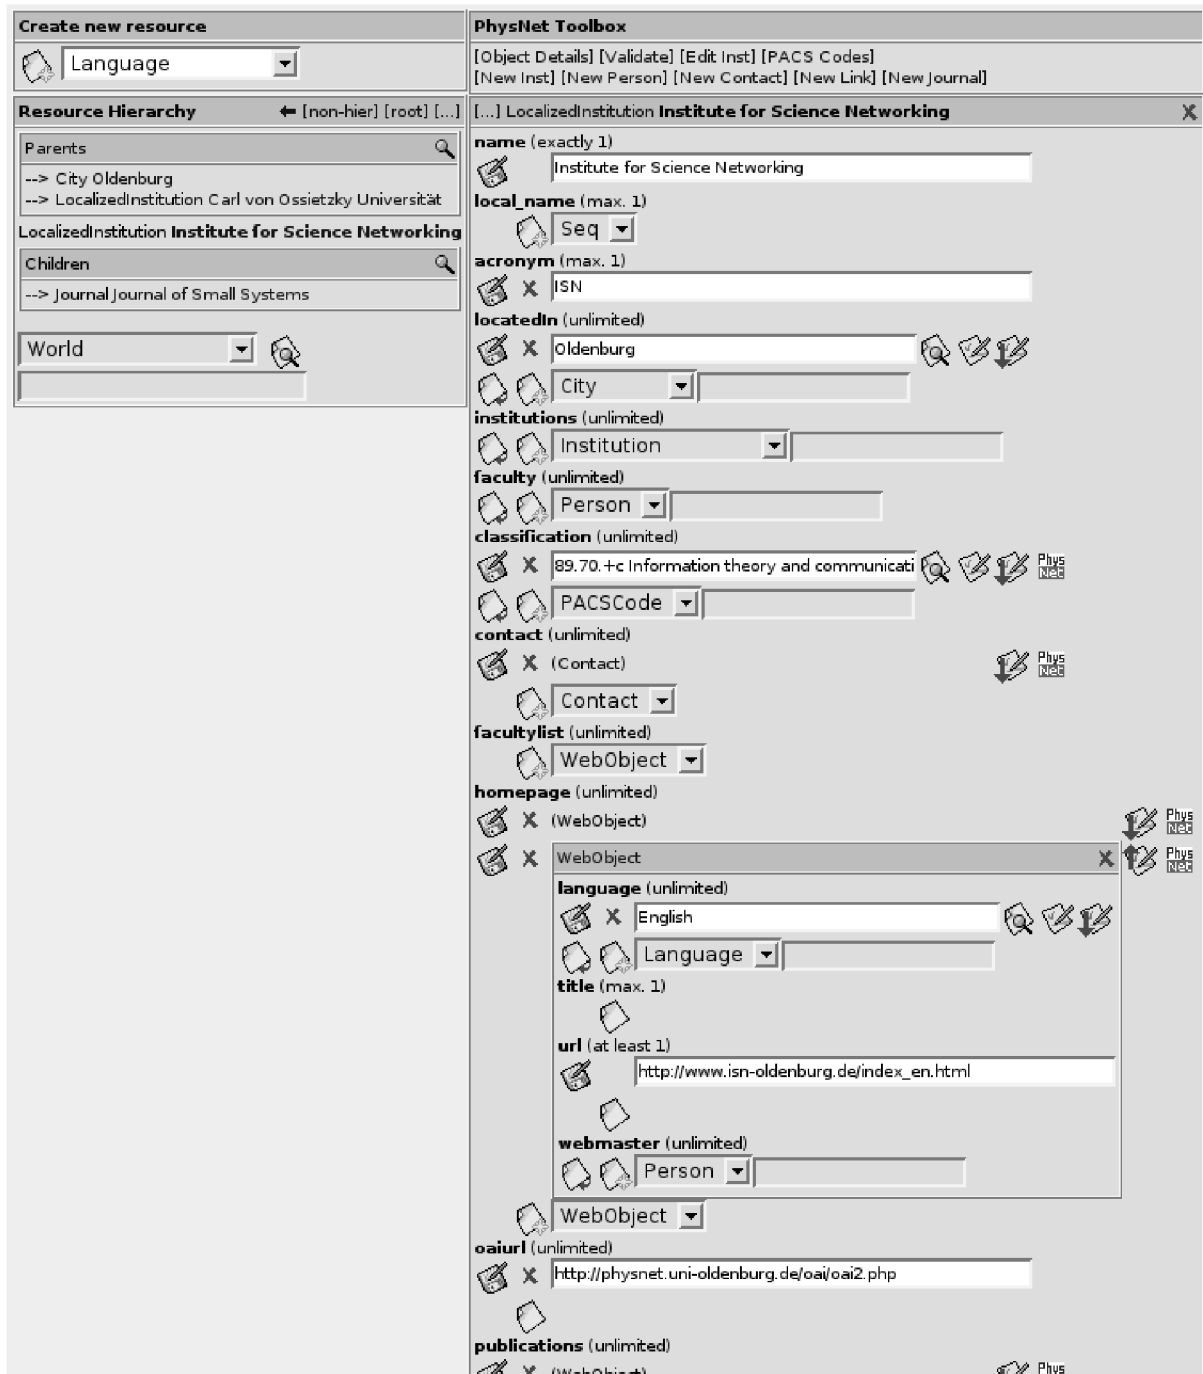 Create new resource
Language
Resource Hierarchy ← [non-hier] [root] [...]
Parents
--> City Oldenburg
--> LocalizedInstitution Carl von Ossietzky Universität
LocalizedInstitution Institute for Science Networking
Children
--> Journal Journal of Small Systems
World
PhysNet Toolbox
[Object Details] [Validate] [Edit Inst] [PACS Codes]
[New Inst] [New Person] [New Contact] [New Link] [New Journal]
[...] LocalizedInstitution Institute for Science Networking X
name (exactly 1)
Institute for Science Networking
local_name (max. 1)
Seq
acronym (max. 1)
X ISN
locatedIn (unlimited)
X Oldenburg
City
institutions (unlimited)
Institution
faculty (unlimited)
Person
classification (unlimited)
X 89.70.+c Information theory and communicati Phys Net
PACSCode
contact (unlimited)
X (Contact) Phys Net
Contact
facultylist (unlimited)
WebObject
homepage (unlimited)
X (WebObject) Phys Net
X WebObject X Phys Net
language (unlimited)
X English
Language
title (max. 1)
url (at least 1)
http://www.isn-oldenburg.de/index_en.html
webmaster (unlimited)
Person
WebObject
oaiurl (unlimited)
X http://physnet.uni-oldenburg.de/oai/oai2.php
publications (unlimited)
X (WebObject) Phys